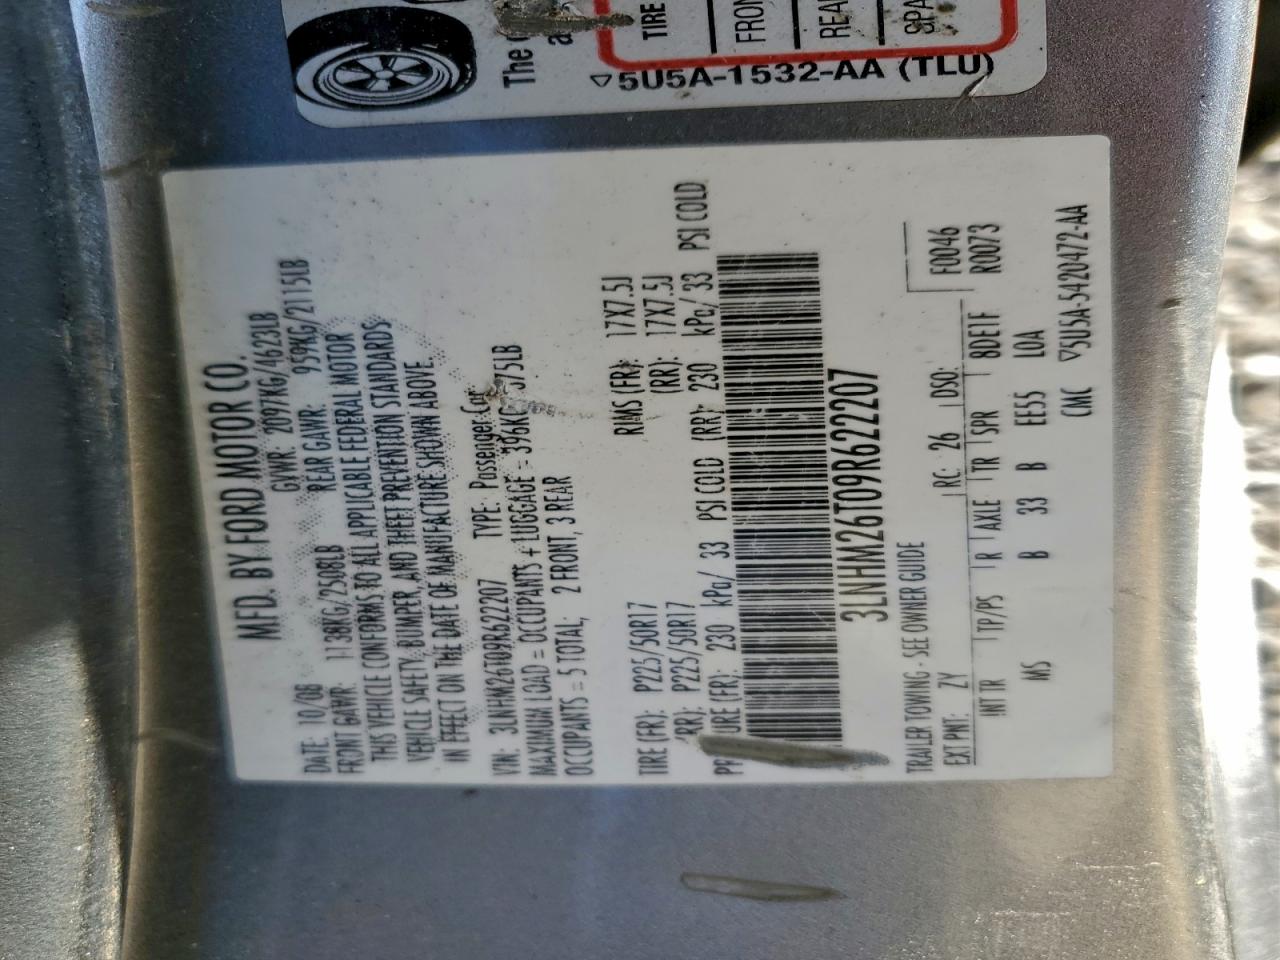 The
TIRE
FRON
REA
SPA
5U5A-1532-AA (TLU)
MFD. BY FORD MOTOR CO.
DATE: 10/08 GVWR: 2097KG/4623LB
FRONT GAWR: 1138KG/2508LB REAR GAWR: 959KG/2115LB
THIS VEHICLE CONFORMS TO ALL APPLICABLE FEDERAL MOTOR
VEHICLE SAFETY, BUMPER, AND THEFT PREVENTION STANDARDS
IN EFFECT ON THE DATE OF MANUFACTURE SHOWN ABOVE.
VIN: 3LNHM26T09R622207 TYPE: Passenger Car
MAXIMUM LOAD = OCCUPANTS + LUGGAGE = 396KG 75LB
OCCUPANTS = 5 TOTAL; 2 FRONT, 3 REAR
TIRE (FR): P225/50R17 RIMS (FR): 17X7.5J
(RR): P225/50R17 (RR): 17X7.5J
PR URE (FR): 230 kPa/ 33 PSI COLD (RR): 230 kPa/ 33 PSI COLD
3LNHM26T09R622207
TRAILER TOWING - SEE OWNER GUIDE
F0046
EXT PNT: ZY RC: 26 DSO: R0073
INT TR TP/PS R AXLE TR SPR 8DE1F
MS B 33 B EE55 LOA
CMC ▽5U5A-5420472-AA